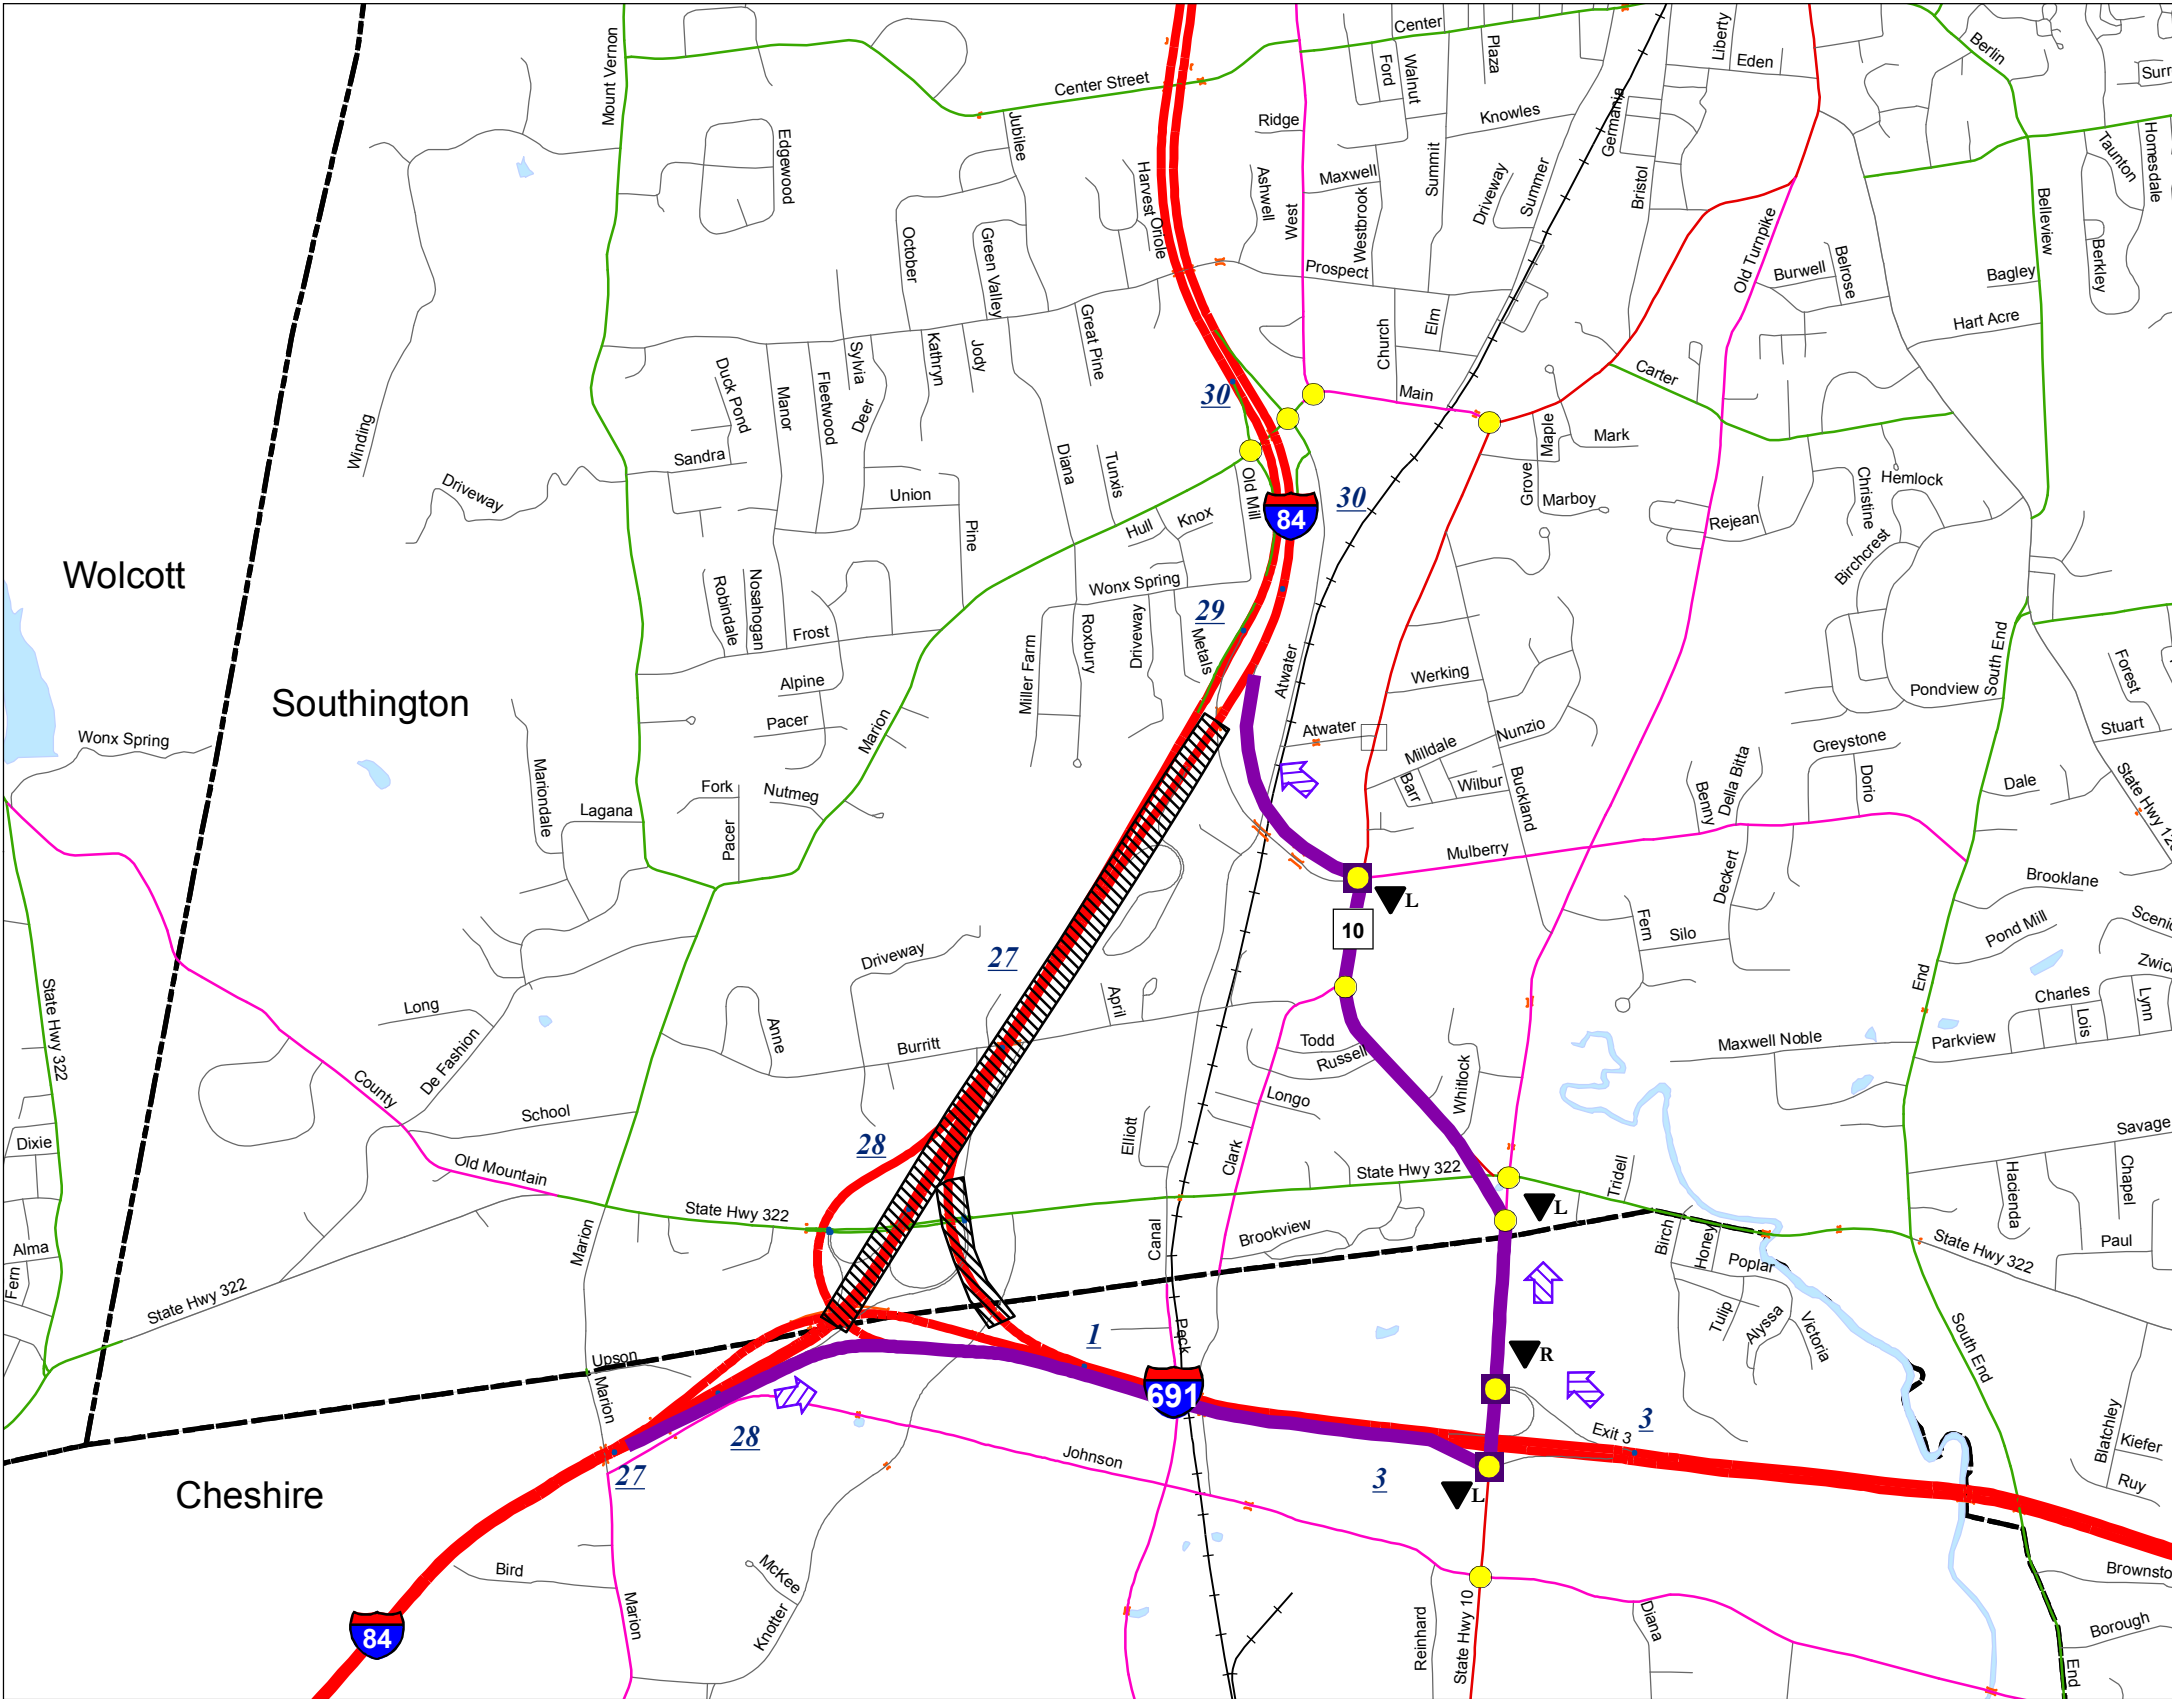 Center
Mount Vernon
Center Street
Ford
Walnut
Plaza
Liberty
Eden
Berlin
Ridge
Knowles
Germania
Jubilee
Edgewood
Harvest
Oriole
Ashwell
West
Maxwell
Westbrook
Summit
Driveway
Summer
Bristol
Taunton
Homesdale
Belleview
Berkley
October
Green Valley
Prospect
Old Turnpike
Burwell
Belrose
Bagley
Hart Acre
Great Pine
Church
Elm
Duck Pond
Manor
Fleetwood
Sylvia
Deer
Kathryn
Jody
30
Main
Carter
Winding
Sandra
Driveway
Union
Pine
Diana
Tunxis
Hull
Knox
Old Mill
84
30
Grove
Maple
Mark
Marboy
Rejean
Christine
Hemlock
Birchcrest
Wolcott
Robindale
Nosahogan
Frost
Wonx Spring
29
Miller Farm
Roxbury
Driveway
Metals
Atwater
Werking
South End
Pondview
Forest
Stuart
Southington
Alpine
Pacer
Marion
Atwater
Milldale
Nunzio
Barr
Wilbur
Buckland
Greystone
Dorio
Benny
Della Bitta
Dale
Wonx Spring
Mariondale
Lagana
Fork
Nutmeg
Pacer
Mulberry
L
10
Deckert
Fern
Silo
Brooklane
Pond Mill
End
Charles
Lois
Lynn
27
Driveway
April
State Hwy 322
Long
De Fashion
Anne
Burritt
Todd
Russell
Whitlock
Maxwell Noble
Parkview
County
School
28
Elliott
Longo
Clark
Dixie
Old Mountain
State Hwy 322
State Hwy 322
L
Tridell
Savage
Chapel
Hacienda
Paul
State Hwy 322
Alma
Fern
State Hwy 322
Marion
Canal
Brookview
Birch
Honey
Poplar
Tulip
Alyssa
Victoria
South End
Upson
Marion
1
Peck
691
R
Exit 3
3
3
L
Blatchley
Kiefer
Ruy
28
27
Johnson
Cheshire
Bird
McKee
Knotter
Marion
84
Reinhard
State Hwy 10
Diana
Borough
End